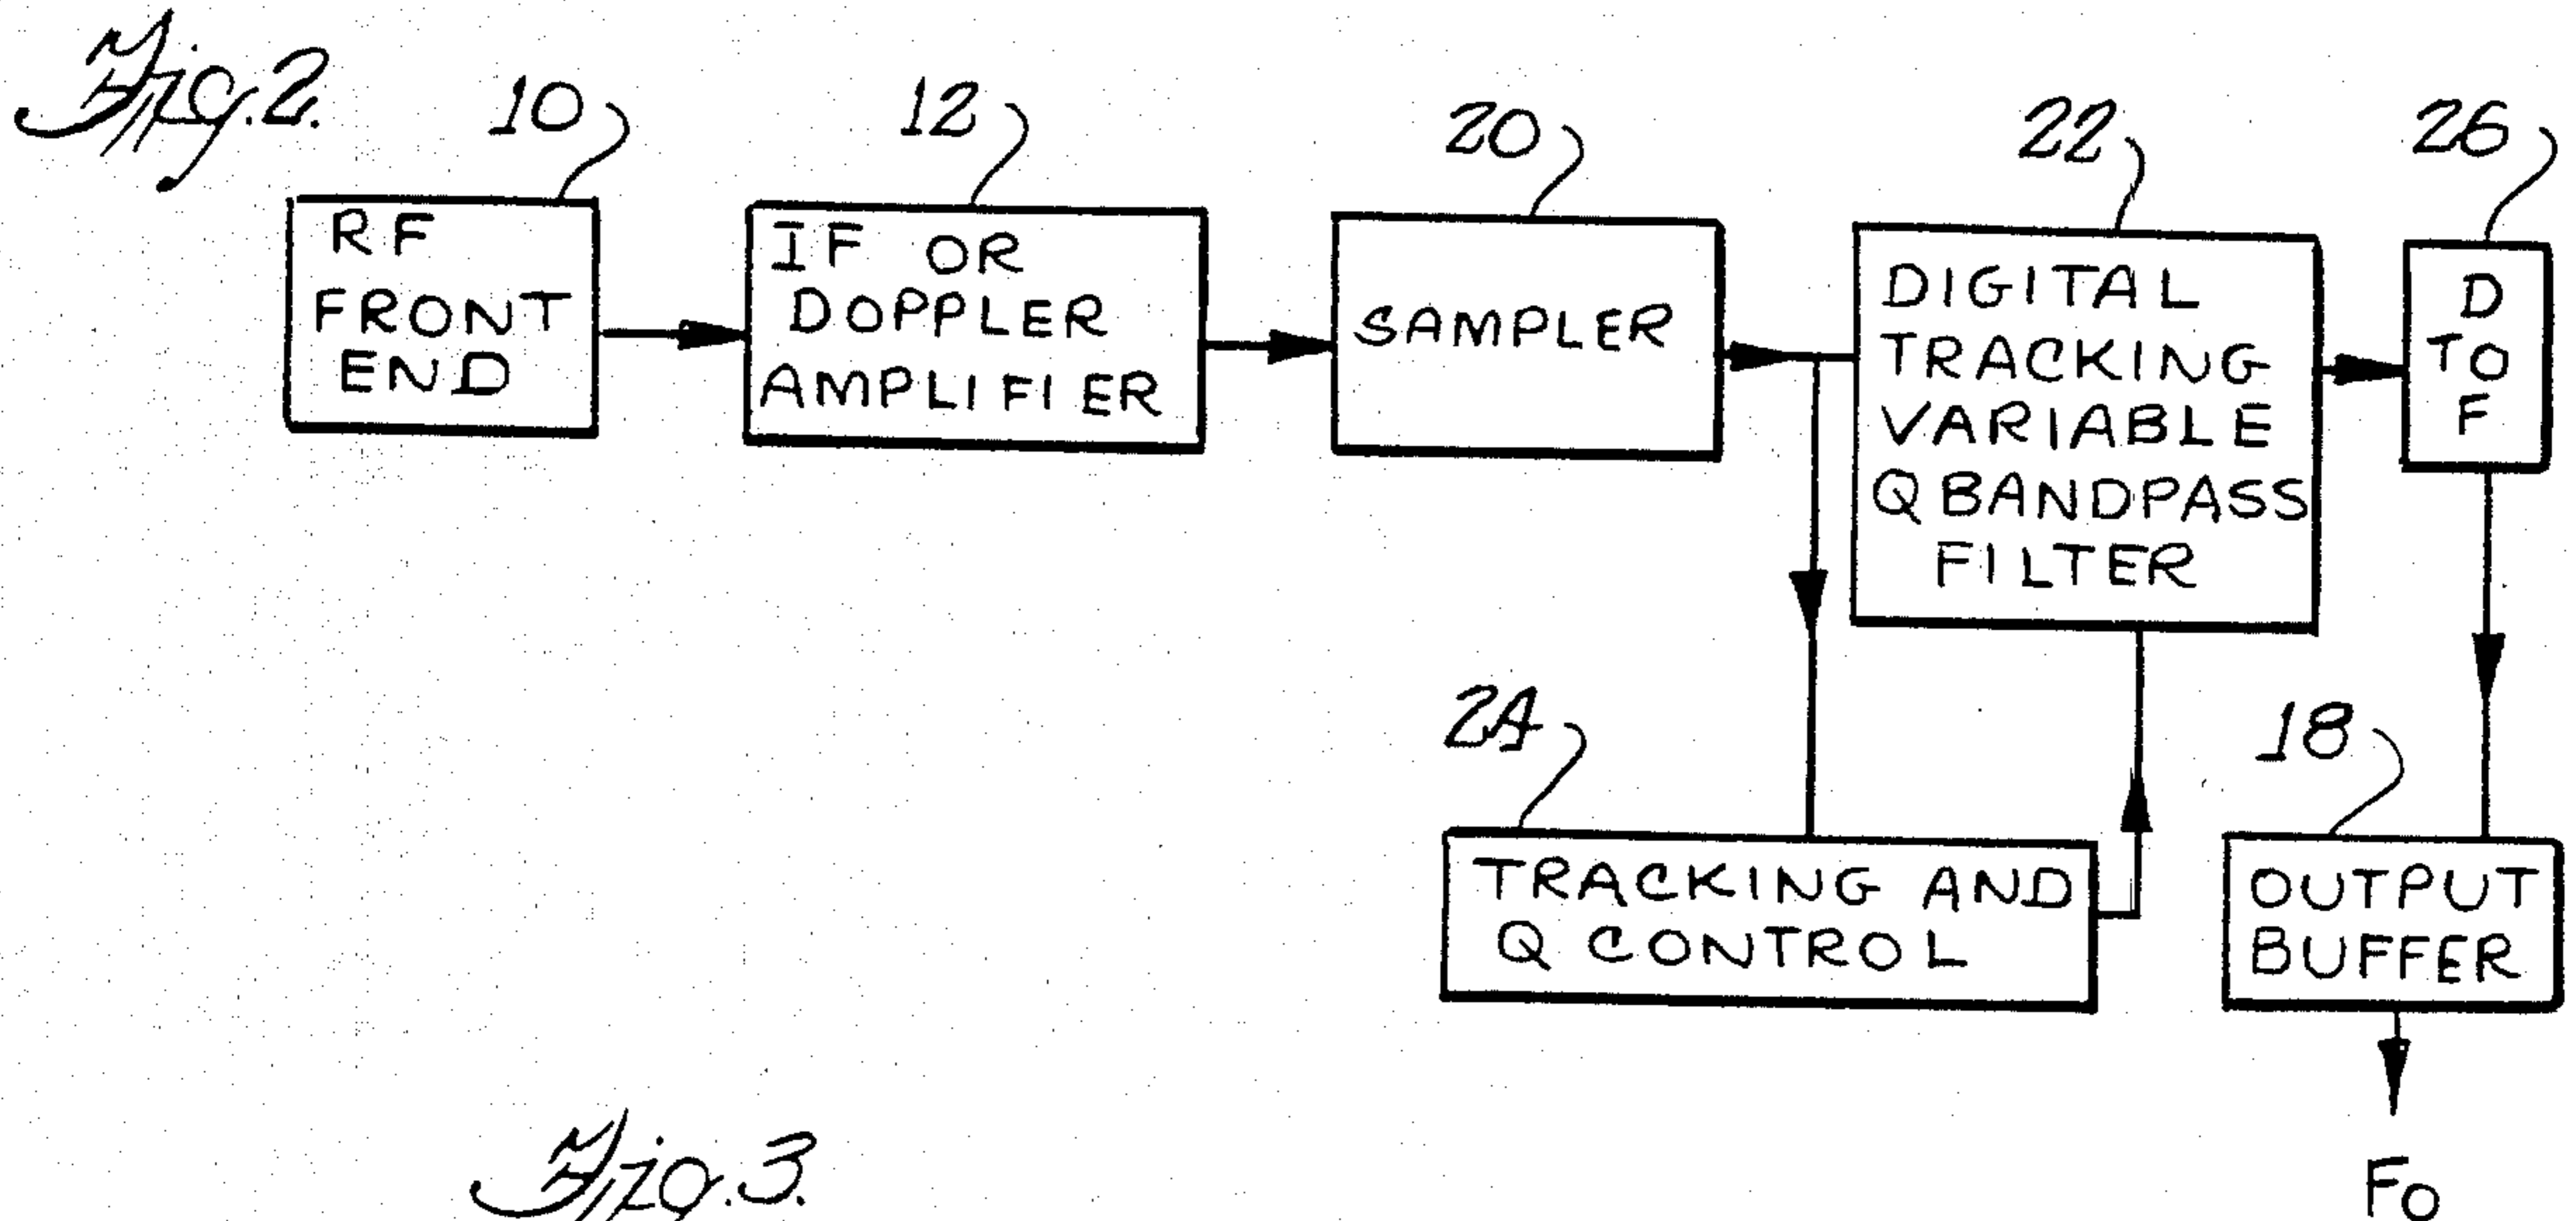 Fig. 2.
10
12
20
22
26
RF
FRONT
END
IF OR
DOPPLER
AMPLIFIER
SAMPLER
DIGITAL
TRACKING
VARIABLE
Q BANDPASS
FILTER
D
TO
F
24
18
TRACKING AND
Q CONTROL
OUTPUT
BUFFER
Fo
Fig. 3.